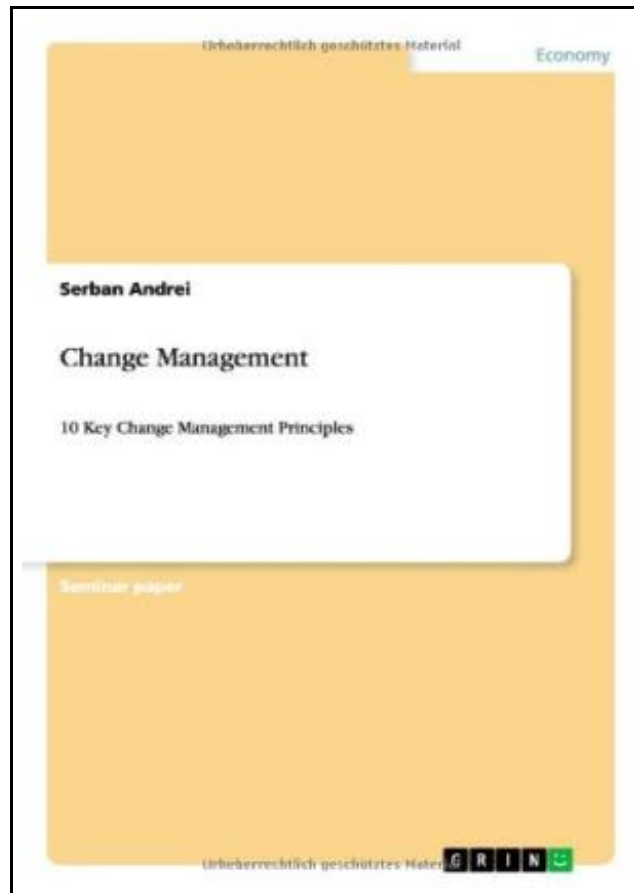 Urheberrechtlich geschütztes Material
Economy
Serban Andrei
Change Management
10 Key Change Management Principles
Seminar paper
Urheberrechtlich geschütztes Mater
GRIN